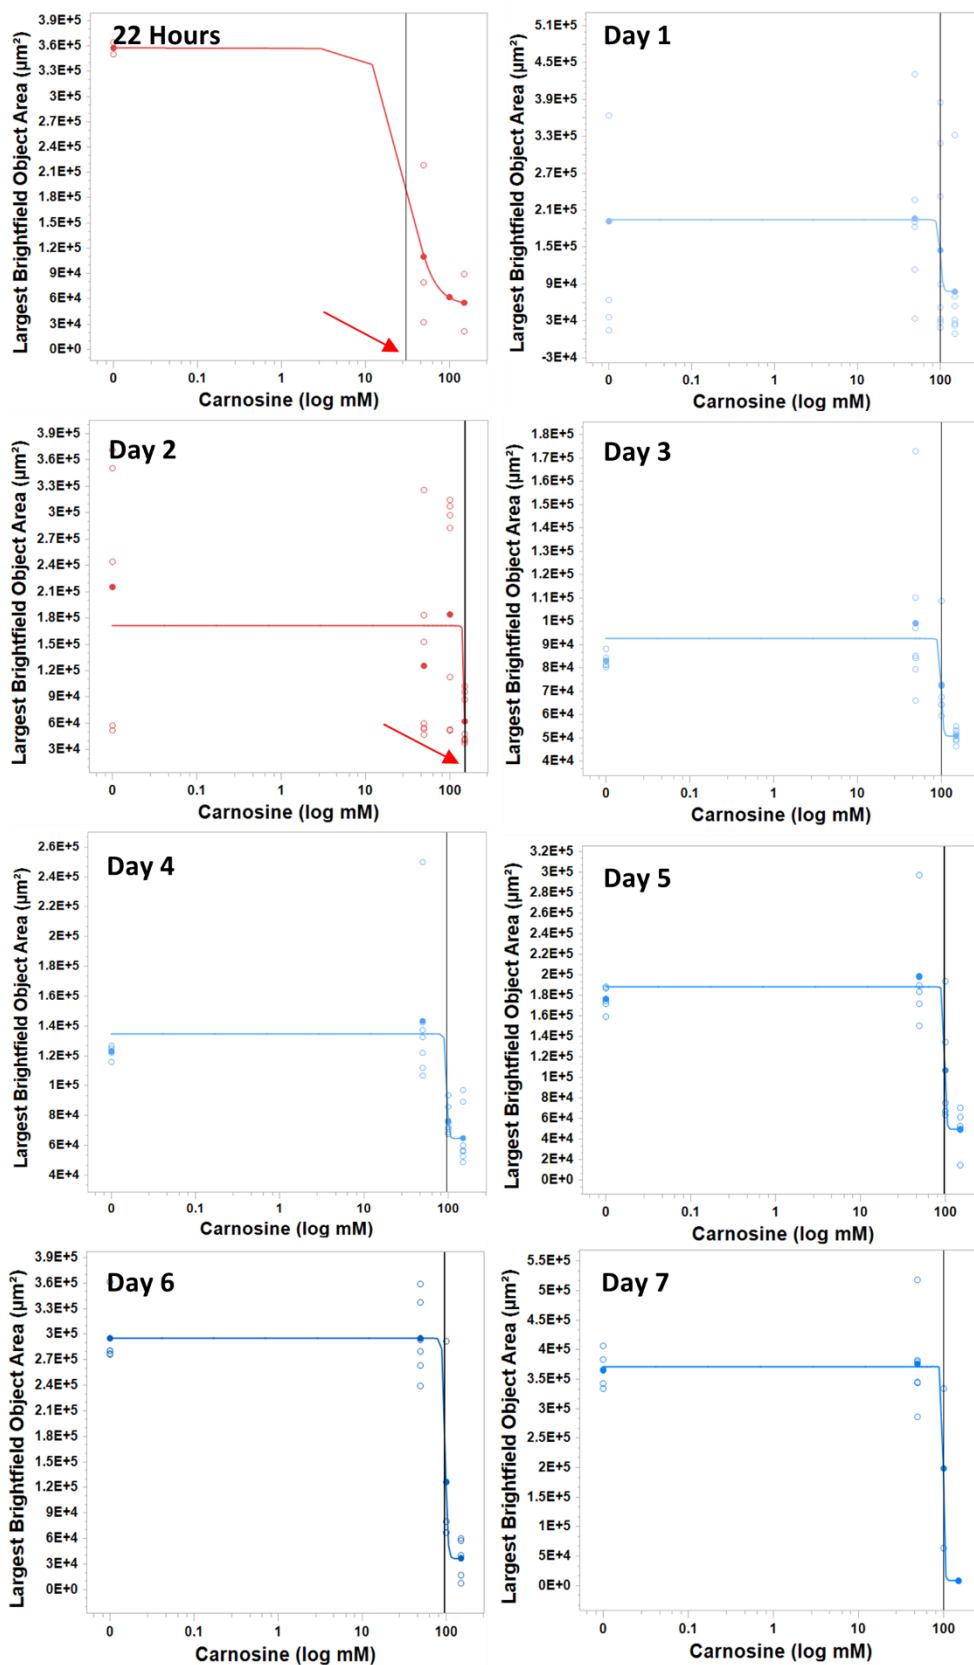 22 Hours
Largest Brightfield Object Area (µm²)
3.9E+5
3.6E+5
3.3E+5
3E+5
2.7E+5
2.4E+5
2.1E+5
1.8E+5
1.5E+5
1.2E+5
9E+4
6E+4
3E+4
0E+0
0 0.1 1 10 100
Carnosine (log mM)
Day 1
Largest Brightfield Object Area (µm²)
5.1E+5
4.5E+5
3.9E+5
3.3E+5
2.7E+5
2.1E+5
1.5E+5
9E+4
3E+4
-3E+4
0 0.1 1 10 100
Carnosine (log mM)
Day 2
Largest Brightfield Object Area (µm²)
3.9E+5
3.6E+5
3.3E+5
3E+5
2.7E+5
2.4E+5
2.1E+5
1.8E+5
1.5E+5
1.2E+5
9E+4
6E+4
3E+4
0 0.1 1 10 100
Carnosine (log mM)
Day 3
Largest Brightfield Object Area (µm²)
1.8E+5
1.7E+5
1.6E+5
1.5E+5
1.4E+5
1.3E+5
1.2E+5
1.1E+5
1E+5
9E+4
8E+4
7E+4
6E+4
5E+4
4E+4
0 0.1 1 10 100
Carnosine (log mM)
Day 4
Largest Brightfield Object Area (µm²)
2.6E+5
2.4E+5
2.2E+5
2E+5
1.8E+5
1.6E+5
1.4E+5
1.2E+5
1E+5
8E+4
6E+4
4E+4
0 0.1 1 10 100
Carnosine (log mM)
Day 5
Largest Brightfield Object Area (µm²)
3.2E+5
3E+5
2.8E+5
2.6E+5
2.4E+5
2.2E+5
2E+5
1.8E+5
1.6E+5
1.4E+5
1.2E+5
1E+5
8E+4
6E+4
4E+4
2E+4
0E+0
0 0.1 1 10 100
Carnosine (log mM)
Day 6
Largest Brightfield Object Area (µm²)
3.9E+5
3.6E+5
3.3E+5
3E+5
2.7E+5
2.4E+5
2.1E+5
1.8E+5
1.5E+5
1.2E+5
9E+4
6E+4
3E+4
0E+0
0 0.1 1 10 100
Carnosine (log mM)
Day 7
Largest Brightfield Object Area (µm²)
5.5E+5
5E+5
4.5E+5
4E+5
3.5E+5
3E+5
2.5E+5
2E+5
1.5E+5
1E+5
5E+4
0E+0
0 0.1 1 10 100
Carnosine (log mM)